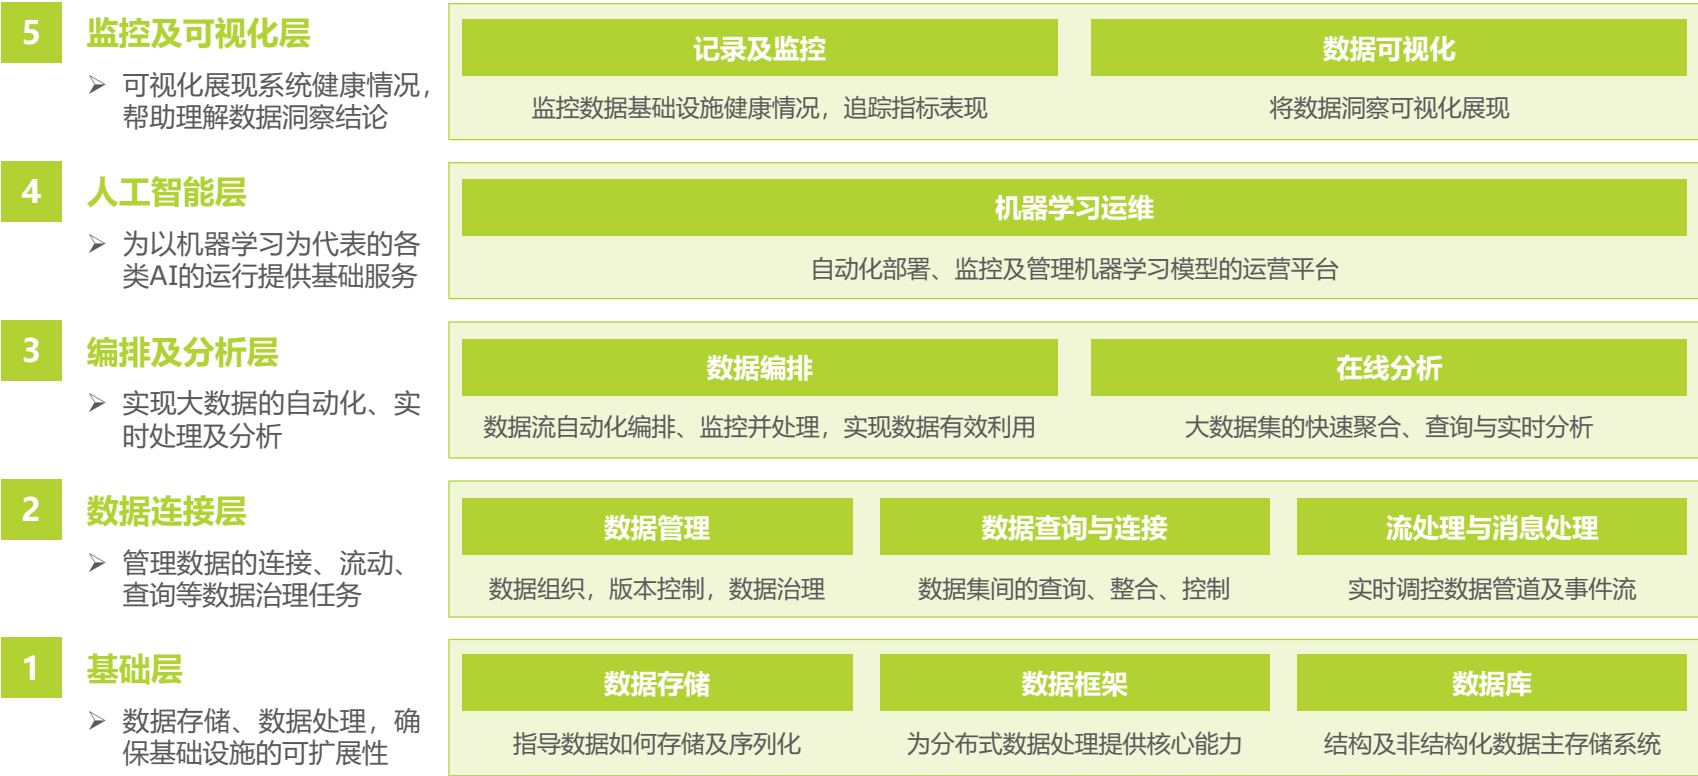 5
监控及可视化层
➢ 可视化展现系统健康情况，
帮助理解数据洞察结论
记录及监控
监控数据基础设施健康情况，追踪指标表现
数据可视化
将数据洞察可视化展现
4
人工智能层
➢ 为以机器学习为代表的各
类AI的运行提供基础服务
机器学习运维
自动化部署、监控及管理机器学习模型的运营平台
3
编排及分析层
➢ 实现大数据的自动化、实
时处理及分析
数据编排
数据流自动化编排、监控并处理，实现数据有效利用
在线分析
大数据集的快速聚合、查询与实时分析
2
数据连接层
➢ 管理数据的连接、流动、
查询等数据治理任务
数据管理
数据组织，版本控制，数据治理
数据查询与连接
数据集间的查询、整合、控制
流处理与消息处理
实时调控数据管道及事件流
1
基础层
➢ 数据存储、数据处理，确
保基础设施的可扩展性
数据存储
指导数据如何存储及序列化
数据框架
为分布式数据处理提供核心能力
数据库
结构及非结构化数据主存储系统